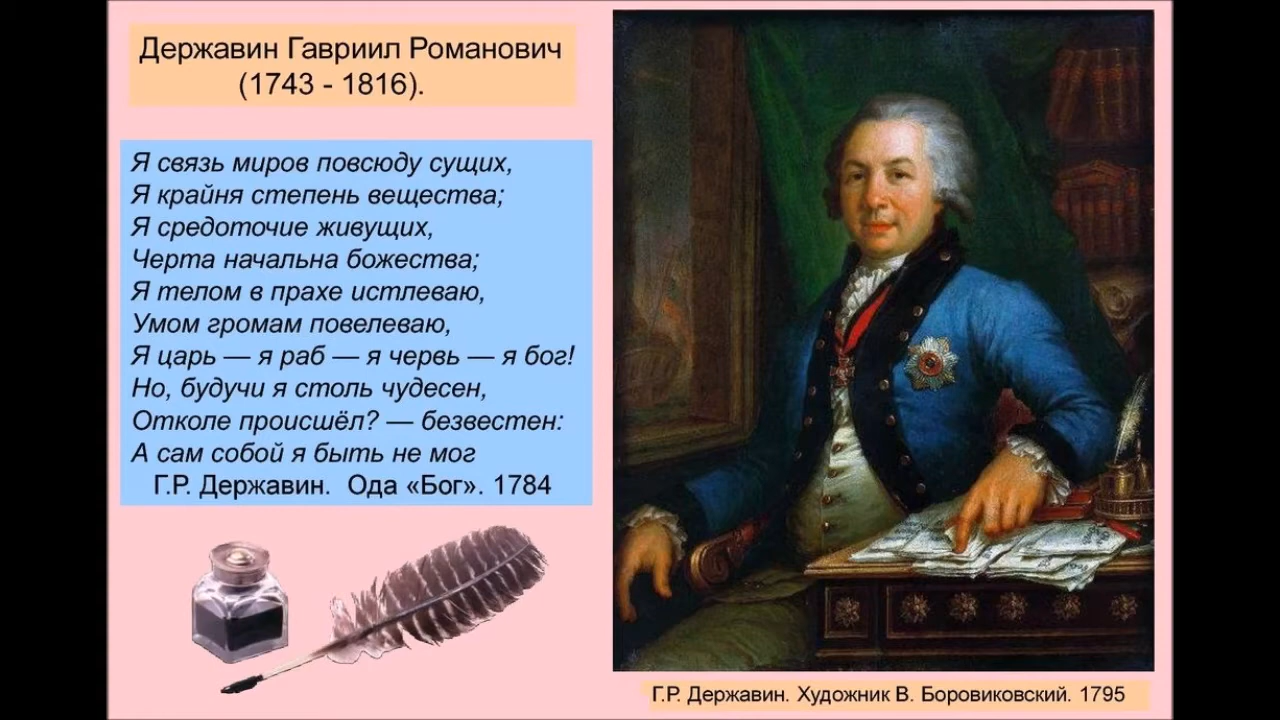 Державин Гавриил Романович
(1743 - 1816).
Я связь миров повсюду сущих,
Я крайня степень вещества;
Я средоточие живущих,
Черта начальна божества;
Я телом в прахе истлеваю,
Умом громам повелеваю,
Я царь — я раб — я червь — я бог!
Но, будучи я столь чудесен,
Отколе происшёл? — безвестен:
А сам собой я быть не мог
Г.Р. Державин. Ода «Бог». 1784
Г.Р. Державин. Художник В. Боровиковский. 1795